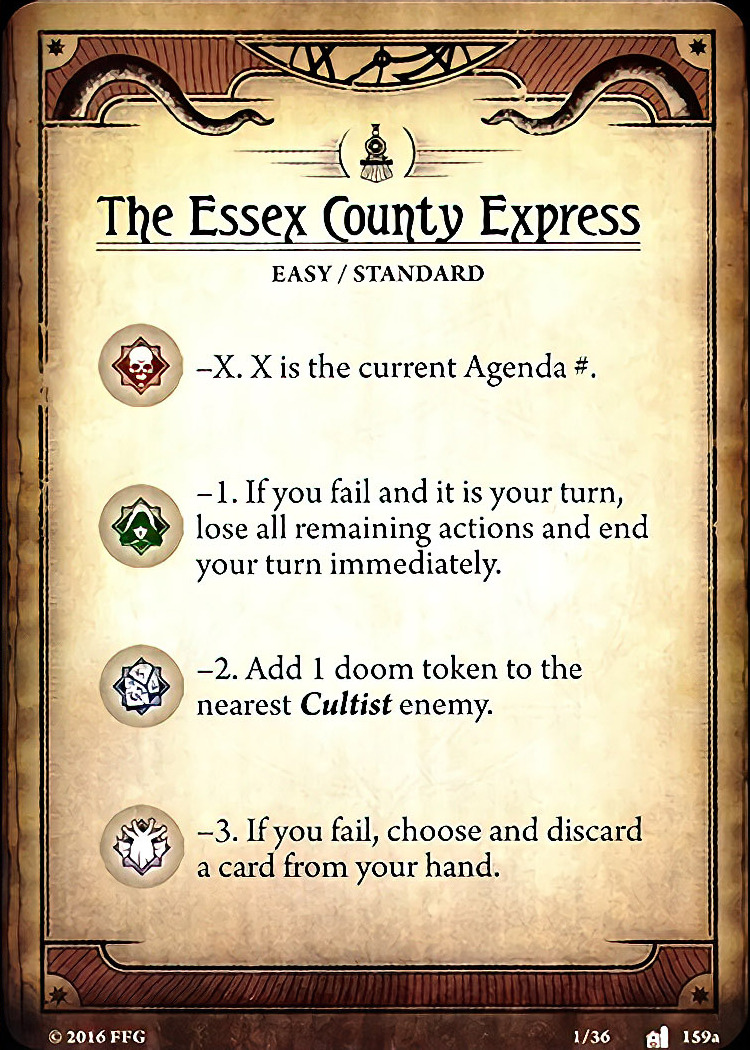 The Essex County Express
EASY / STANDARD
–X. X is the current Agenda #.
–1. If you fail and it is your turn,
lose all remaining actions and end
your turn immediately.
–2. Add 1 doom token to the
nearest Cultist enemy.
–3. If you fail, choose and discard
a card from your hand.
© 2016 FFG
1/36
159a